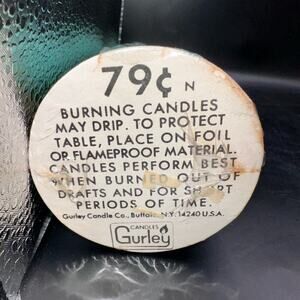 79¢ N
BURNING CANDLES
MAY DRIP. TO PROTECT
TABLE, PLACE ON FOIL
OR FLAMEPROOF MATERIAL.
CANDLES PERFORM BEST
WHEN BURNED OUT OF
DRAFTS AND FOR SHORT
PERIODS OF TIME.
Gurley Candle Co., Buffalo, N.Y. 14240 U.S.A.
CANDLES
Gurley